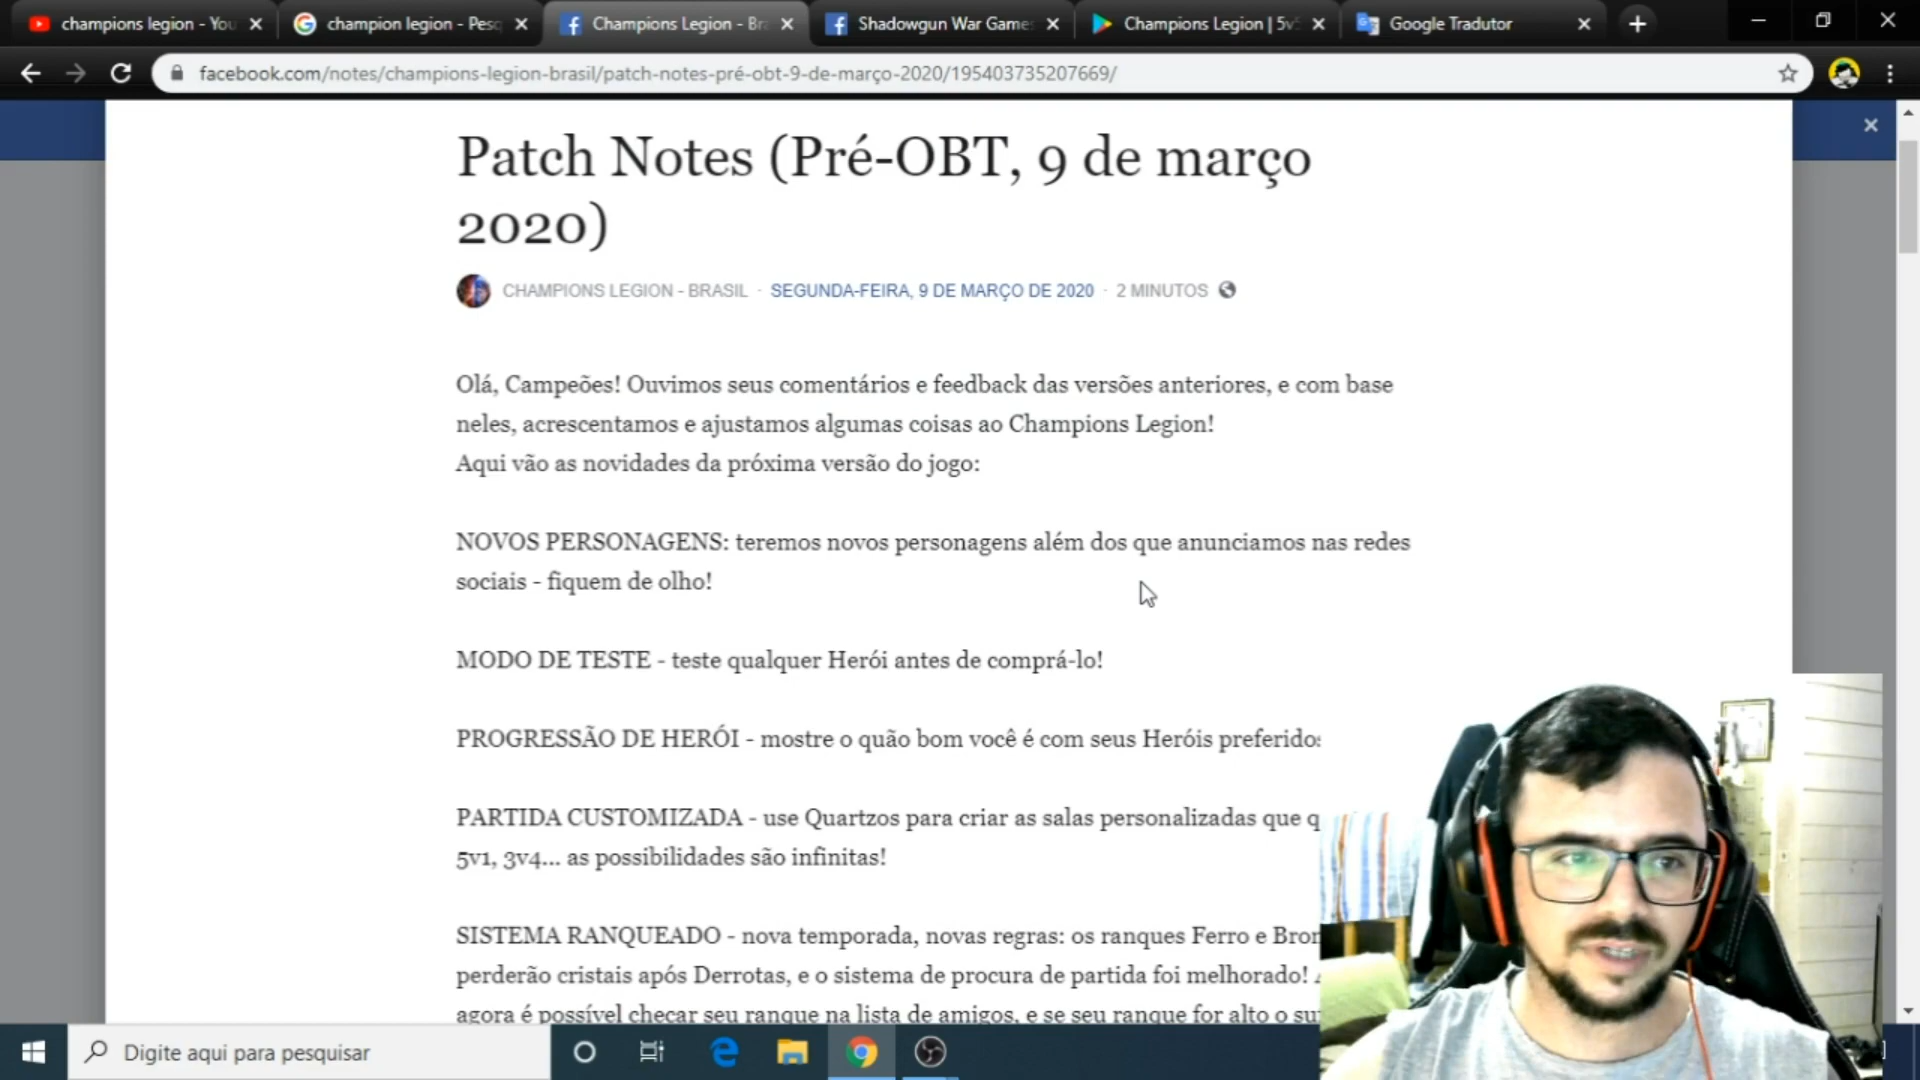 champions legion - You
champion legion - Pesq
Champions Legion - Bra
Shadowgun War Game
Champions Legion | 5v
Google Tradutor
facebook.com/notes/champions-legion-brasil/patch-notes-pré-obt-9-de-março-2020/195403735207669/
Patch Notes (Pré-OBT, 9 de março
2020)
CHAMPIONS LEGION - BRASIL · SEGUNDA-FEIRA, 9 DE MARÇO DE 2020 · 2 MINUTOS
Olá, Campeões! Ouvimos seus comentários e feedback das versões anteriores, e com base
neles, acrescentamos e ajustamos algumas coisas ao Champions Legion!
Aqui vão as novidades da próxima versão do jogo:
NOVOS PERSONAGENS: teremos novos personagens além dos que anunciamos nas redes
sociais - fiquem de olho!
MODO DE TESTE - teste qualquer Herói antes de comprá-lo!
PROGRESSÃO DE HERÓI - mostre o quão bom você é com seus Heróis preferidos
PARTIDA CUSTOMIZADA - use Quartzos para criar as salas personalizadas que q
5v1, 3v4... as possibilidades são infinitas!
SISTEMA RANQUEADO - nova temporada, novas regras: os ranques Ferro e Bron
perderão cristais após Derrotas, e o sistema de procura de partida foi melhorado!
agora é possível checar seu ranque na lista de amigos, e se seu ranque for alto o su
Digite aqui para pesquisar